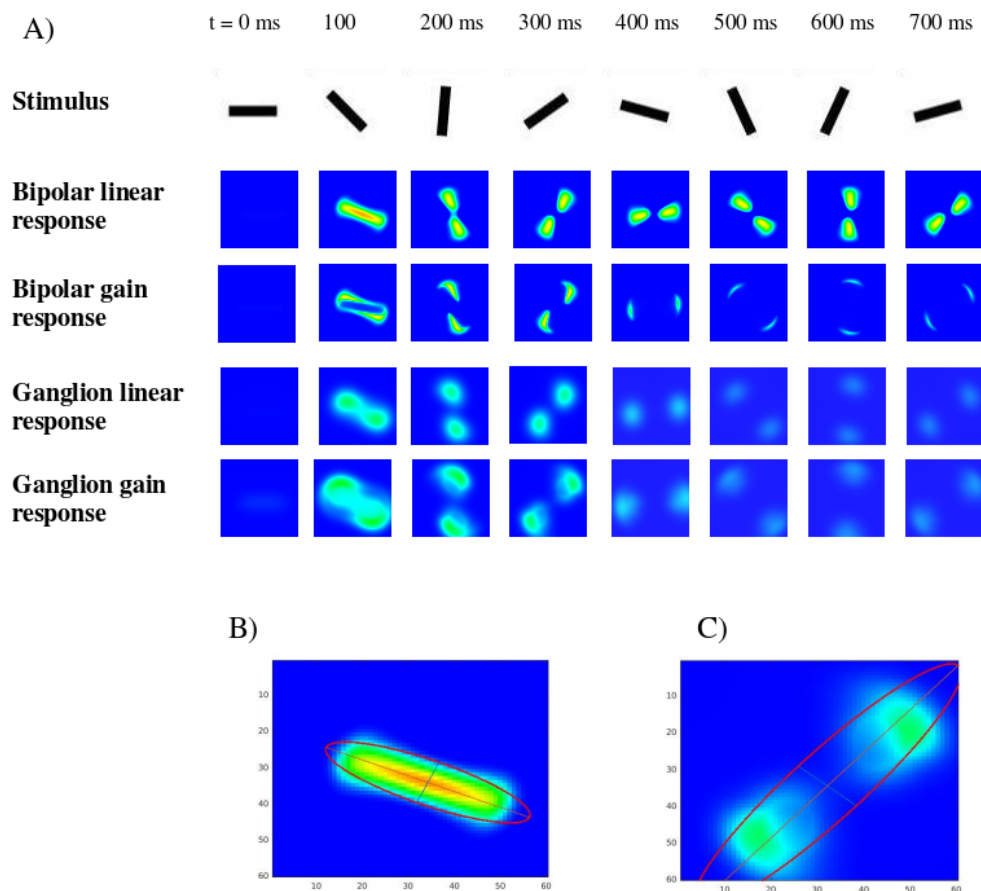 A)
t = 0 ms 100 200 ms 300 ms 400 ms 500 ms 600 ms 700 ms
Stimulus
Bipolar linear
response
Bipolar gain
response
Ganglion linear
response
Ganglion gain
response
B)
C)
10
20
30
40
50
60
10 20 30 40 50 60
10
20
30
40
50
60
10 20 30 40 50 60